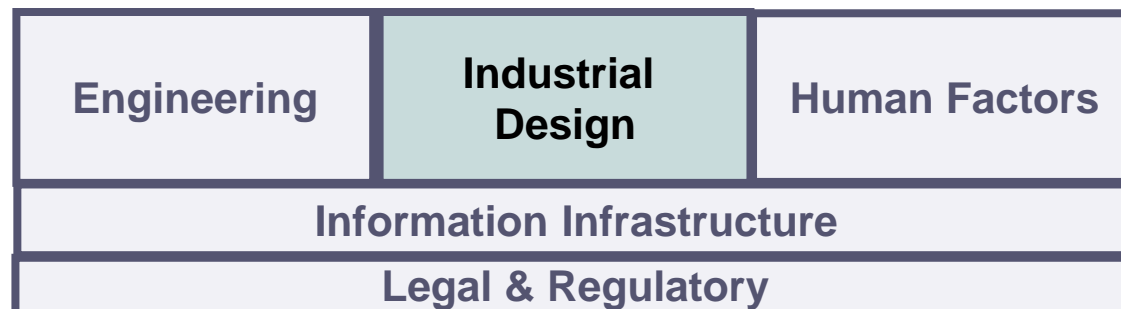 Engineering
Industrial
Design
Human Factors
Information Infrastructure
Legal & Regulatory